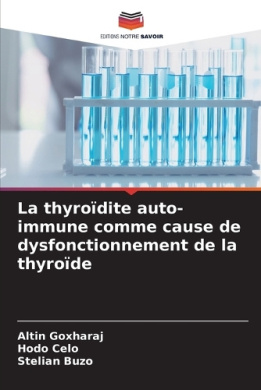 EDITIONS NOTRE SAVOIR
La thyroïdite auto-
immune comme cause de
dysfonctionnement de la
thyroïde
Altin Goxharaj
Hodo Celo
Stelian Buzo